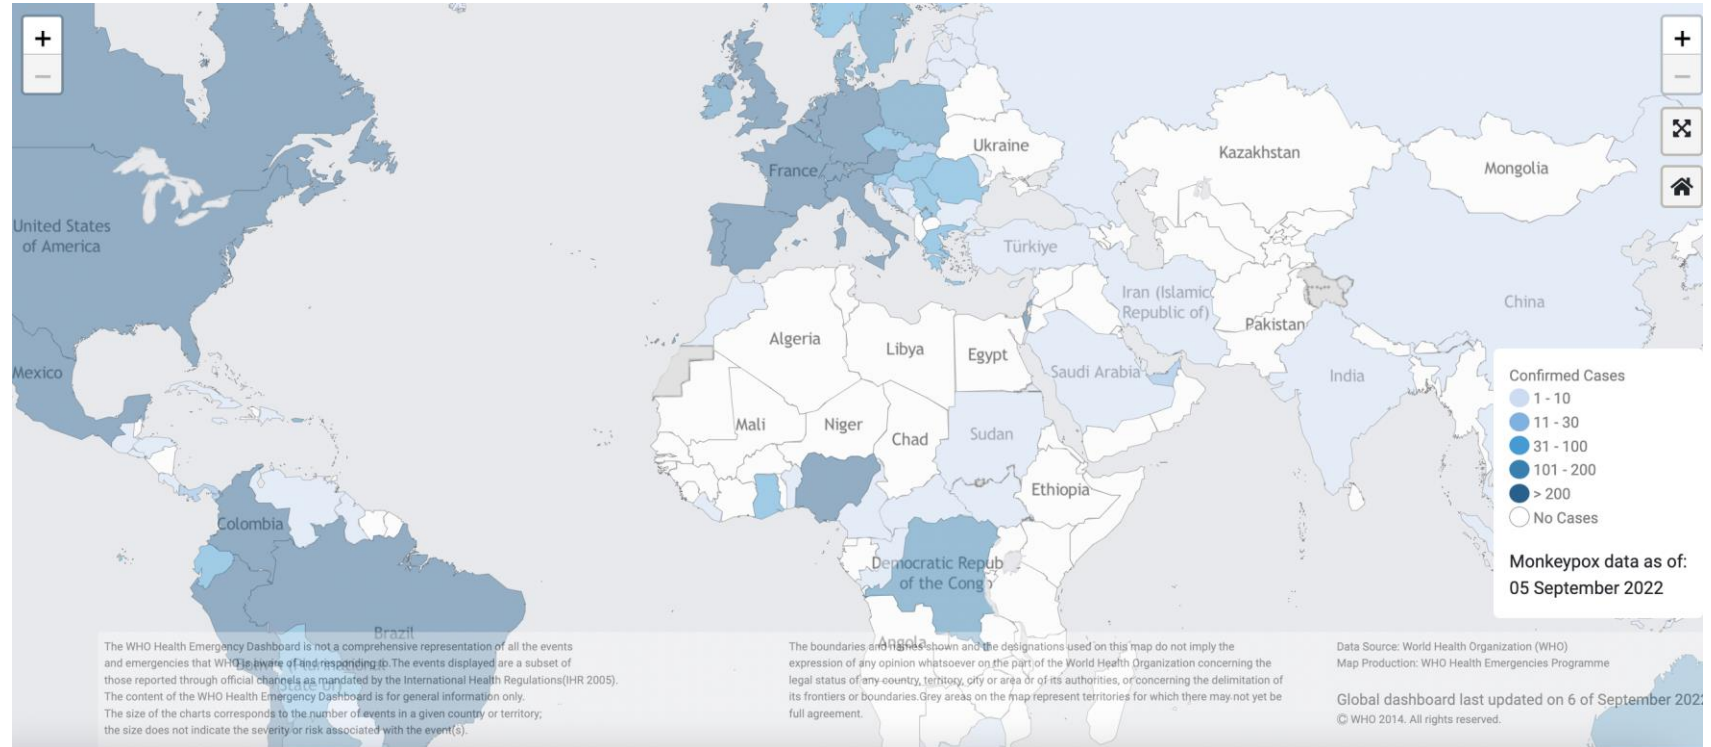 +
−
+
−
Ukraine
Kazakhstan
Mongolia
France
United States
of America
Türkiye
Iran (Islamic
Republic of)
China
Pakistan
Algeria
Libya
Egypt
Mexico
Saudi Arabia
India
Mali
Niger
Chad
Sudan
Ethiopia
Colombia
Democratic Repub
of the Congo
Brazil
Angola
State of)
Confirmed Cases
1 - 10
11 - 30
31 - 100
101 - 200
> 200
No Cases
Monkeypox data as of:
05 September 2022
The WHO Health Emergency Dashboard is not a comprehensive representation of all the events
and emergencies that WHO is aware of and responding to.The events displayed are a subset of
those reported through official channels as mandated by the International Health Regulations(IHR 2005).
The content of the WHO Health Emergency Dashboard is for general information only.
The size of the charts corresponds to the number of events in a given country or territory;
the size does not indicate the severity or risk associated with the event(s).
The boundaries and names shown and the designations used on this map do not imply the
expression of any opinion whatsoever on the part of the World Health Organization concerning the
legal status of any country, territory, city or area or of its authorities, or concerning the delimitation of
its frontiers or boundaries.Grey areas on the map represent territories for which there may not yet be
full agreement.
Data Source: World Health Organization (WHO)
Map Production: WHO Health Emergencies Programme
Global dashboard last updated on 6 of September 2022
© WHO 2014. All rights reserved.